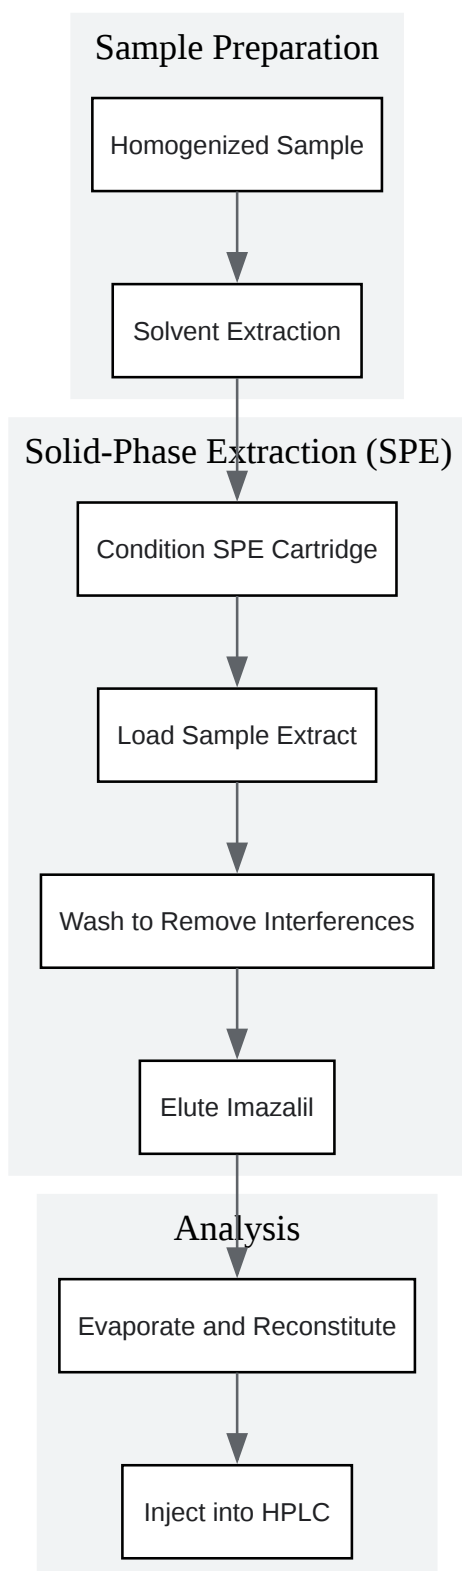 Sample Preparation
Homogenized Sample
Solvent Extraction
Solid-Phase Extraction (SPE)
Condition SPE Cartridge
Load Sample Extract
Wash to Remove Interferences
Elute Imazalil
Analysis
Evaporate and Reconstitute
Inject into HPLC